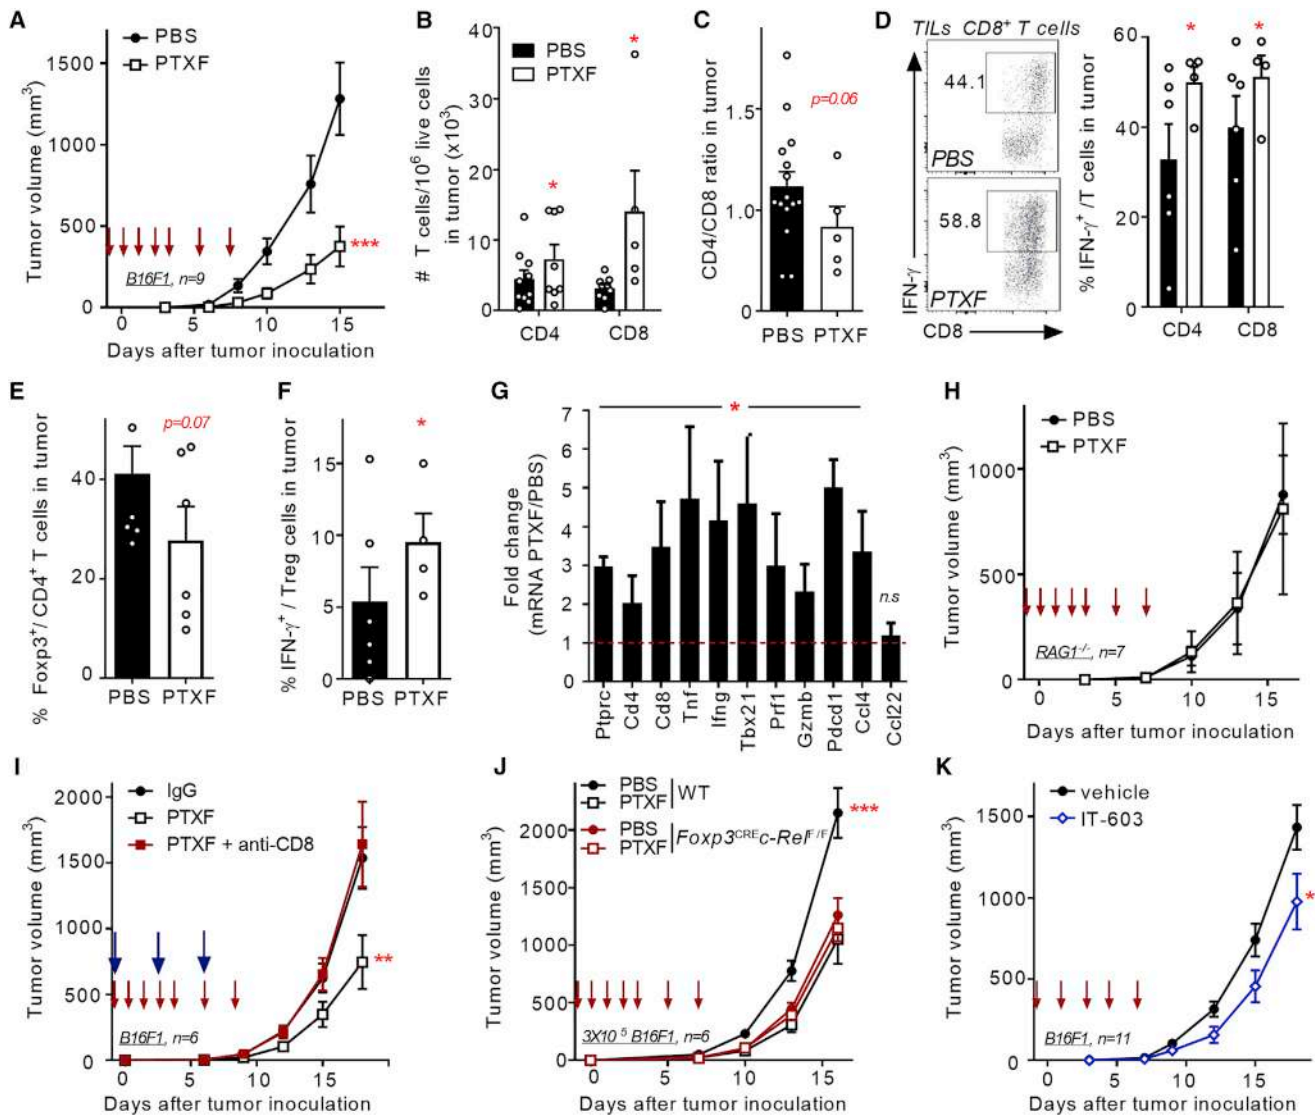 A
PBS
PTXF
Tumor volume (mm³)
1500
1000
500
0
***
B16F1, n=9
0 5 10 15
Days after tumor inoculation
B
PBS
PTXF
# T cells/10⁶ live cells
in tumor (x10³)
40
30
20
10
0
*
*
CD4 CD8
C
CD4/CD8 ratio in tumor
1.5
1.0
0
p=0.06
PBS PTXF
D
TILs CD8⁺ T cells
44.1
PBS
58.8
PTXF
IFN-γ
CD8
% IFN-γ⁺/T cells in tumor
60
40
20
0
*
*
CD4 CD8
E
% Foxp3⁺/ CD4⁺ T cells in tumor
40
20
0
p=0.07
PBS PTXF
F
% IFN-γ⁺ / Treg cells in tumor
15
10
5
0
*
PBS PTXF
G
Fold change
(mRNA PTXF/PBS)
7
6
5
4
3
2
1
0
*
n.s
Ptprc
Cd4
Cd8
Tnf
Ifng
Tbx21
Prf1
Gzmb
Pdcd1
Ccl4
Ccl22
H
PBS
PTXF
Tumor volume (mm³)
1000
500
0
RAG1⁻/⁻, n=7
0 5 10 15
Days after tumor inoculation
I
IgG
PTXF
PTXF + anti-CD8
Tumor volume (mm³)
2000
1500
1000
500
0
**
B16F1, n=6
0 5 10 15
Days after tumor inoculation
J
PBS
PTXF
WT
PBS
PTXF
Foxp3ᶜᴿᴱc-Relᶠ/ᶠ
Tumor volume (mm³)
2000
1500
1000
500
0
***
3X10 ⁵ B16F1, n=6
0 5 10 15
Days after tumor inoculation
K
vehicle
IT-603
Tumor volume (mm³)
1500
1000
500
0
*
B16F1, n=11
0 5 10 15
Days after tumor inoculation